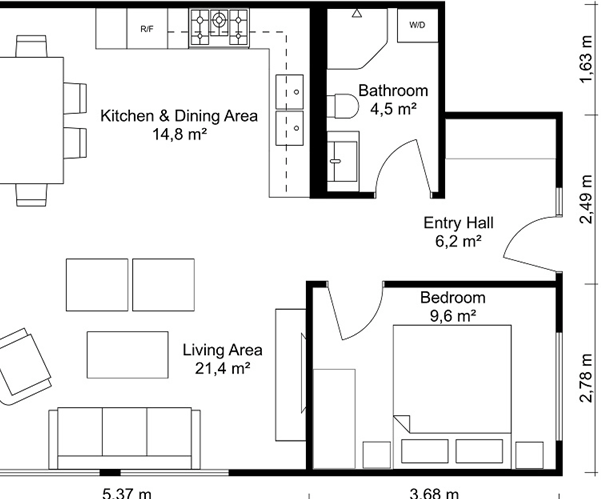 R/F
W/D
Bathroom
4,5 m²
Kitchen & Dining Area
14,8 m²
1,63 m
Entry Hall
6,2 m²
2,49 m
Bedroom
9,6 m²
Living Area
21,4 m²
2,78 m
5,37 m
3,68 m